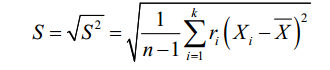 S = √S² = √( 1/(n−1) ∑_{i=1}^{k} r_i (X_i − X̅)² )